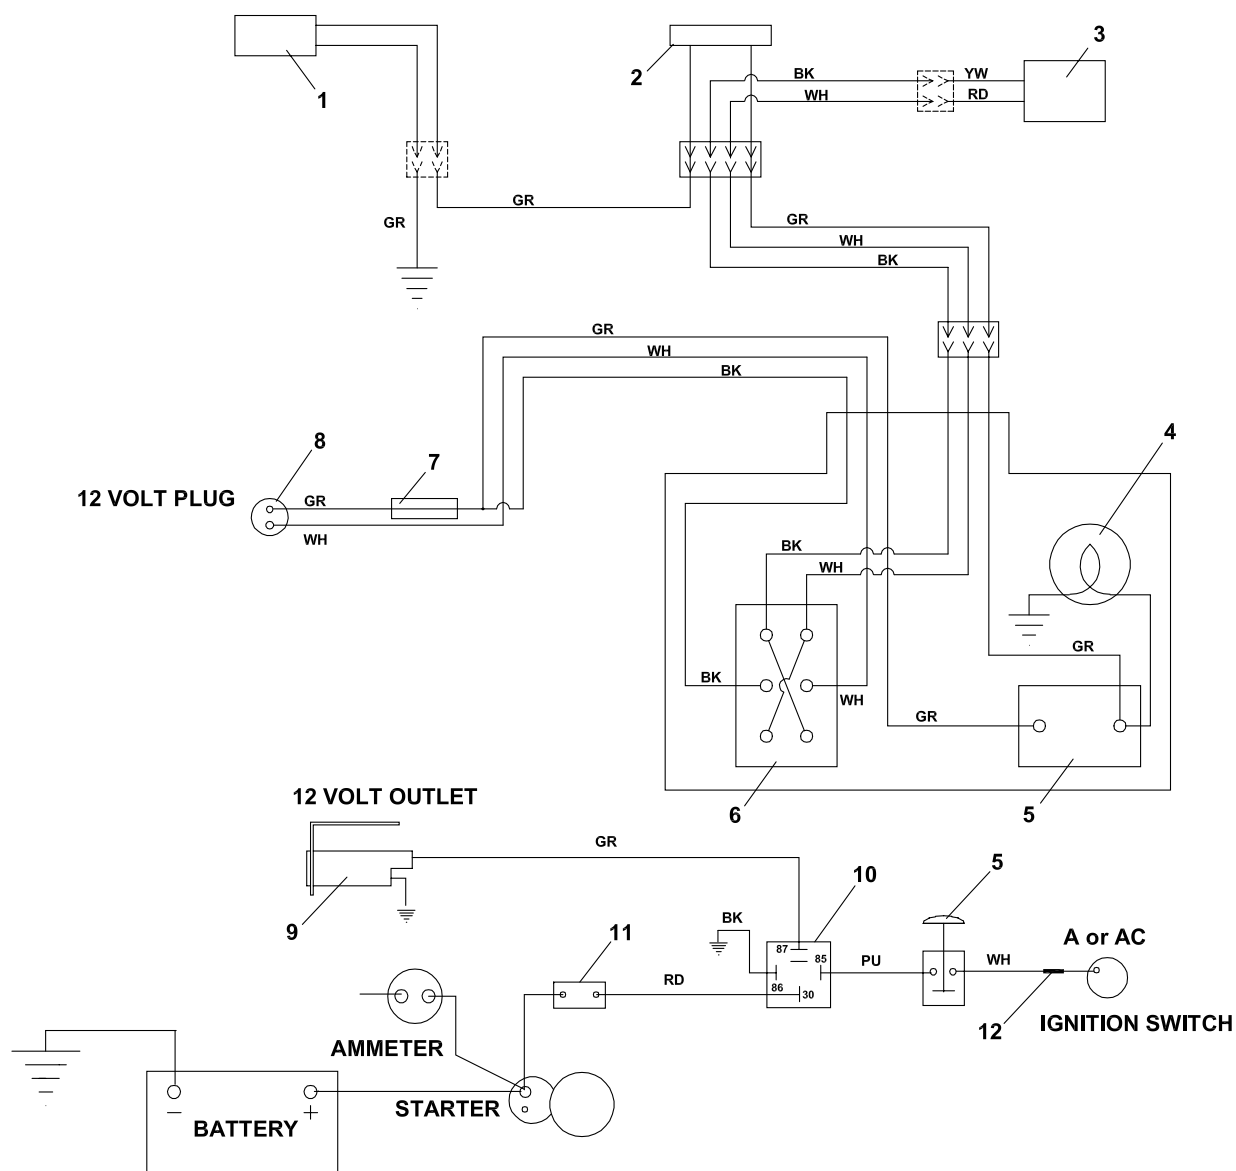 1
2
3
BK
YW
WH
RD
GR
GR
GR
WH
BK
GR
WH
BK
8
7
4
12 VOLT PLUG
GR
WH
BK
WH
GR
BK
WH
GR
6
5
12 VOLT OUTLET
GR
10
5
9
11
BK
87
85
86
30
PU
WH
A or AC
RD
12
IGNITION SWITCH
AMMETER
STARTER
BATTERY
−
+